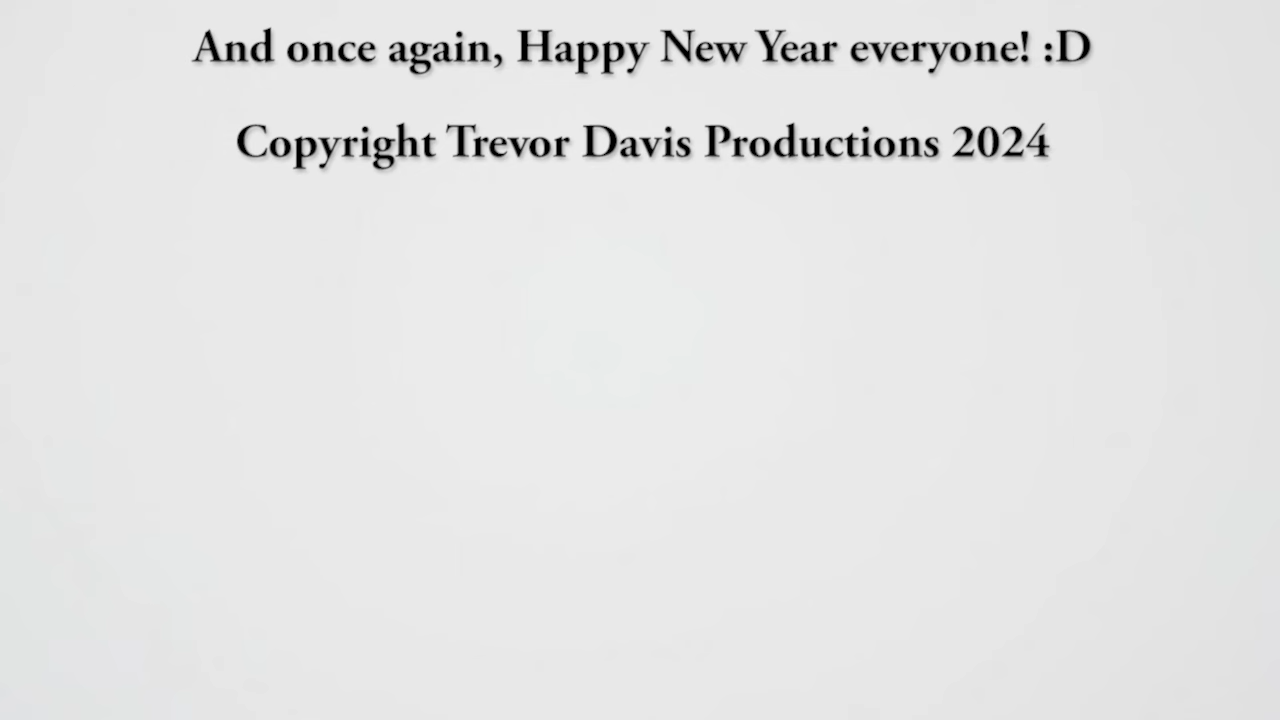 And once again, Happy New Year everyone! :D
Copyright Trevor Davis Productions 2024